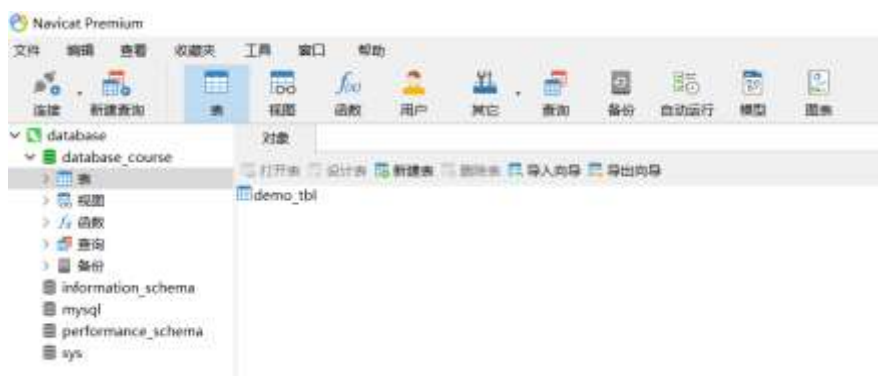 Navicat Premium
文件 编辑 查看 收藏夹 工具 窗口 帮助
连接 新建查询 表 视图 函数 用户 其它 查询 备份 自动运行 模型 图表
database
对象
database_course
打开表 设计表 新建表 删除表 导入向导 导出向导
表
demo_tbl
视图
函数
查询
备份
information_schema
mysql
performance_schema
sys